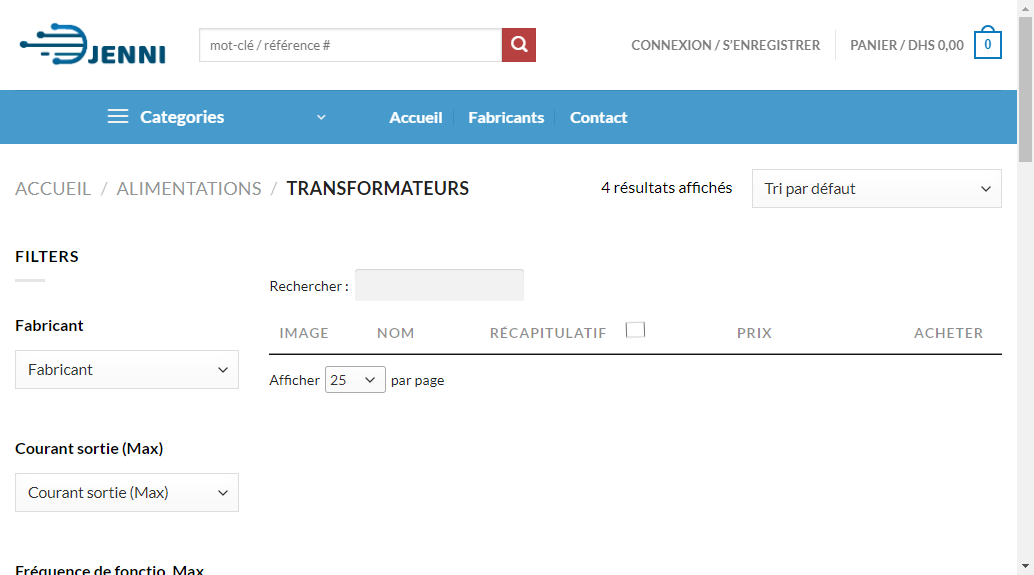 DJENNI
mot-clé / référence #
CONNEXION / S'ENREGISTRER
PANIER / DHS 0,00
0
Categories
Accueil
Fabricants
Contact
ACCUEIL / ALIMENTATIONS / TRANSFORMATEURS
4 résultats affichés
Tri par défaut
FILTERS
Fabricant
Fabricant
Courant sortie (Max)
Courant sortie (Max)
Fréquence de fonctio. Max
Rechercher :
IMAGE NOM RÉCAPITULATIF PRIX ACHETER
Afficher 25 par page